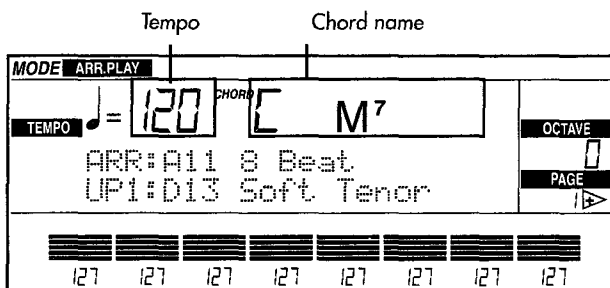 Tempo Chord name
MODE ARR.PLAY
TEMPO ♩= 120 CHORD C M7
OCTAVE
0
ARR:A11 8 Beat
PAGE
UP1:D13 Soft Tenor
1+
127 127 127 127 127 127 127 127